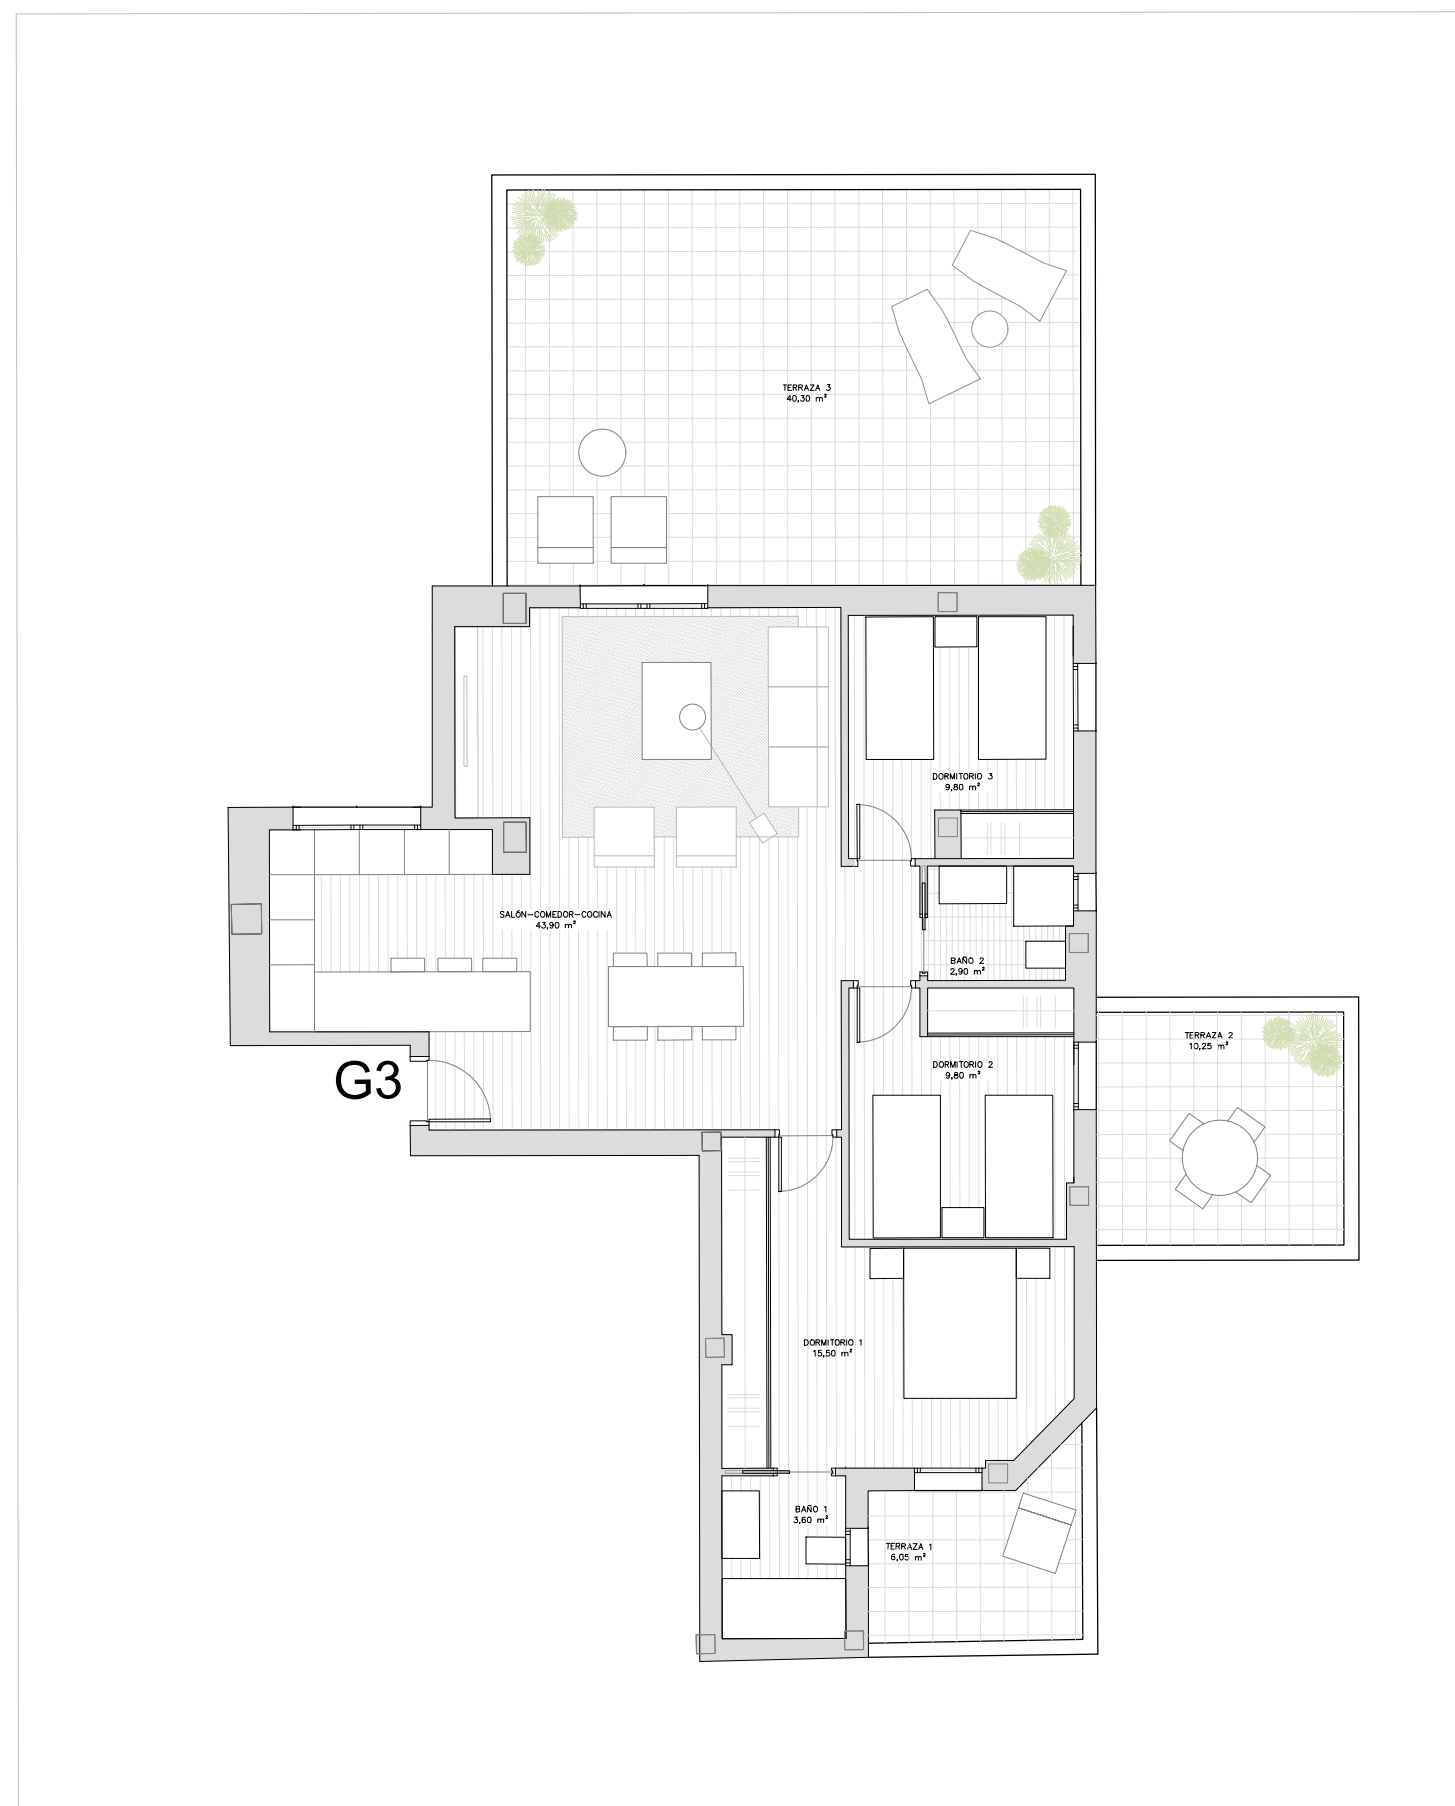 TERRAZA 3
40,30 m²
DORMITORIO 3
9,80 m²
SALÓN-COMEDOR-COCINA
43,90 m²
BAÑO 2
2,90 m²
TERRAZA 2
10,25 m²
G3
DORMITORIO 2
9,80 m²
DORMITORIO 1
15,50 m²
BAÑO 1
3,60 m²
TERRAZA 1
6,05 m²